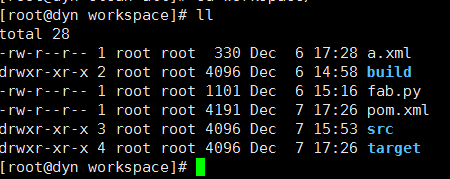 [root@dyn workspace]# ll
total 28
-rw-r--r-- 1 root root  330 Dec  6 17:28 a.xml
drwxr-xr-x 2 root root 4096 Dec  6 14:58 build
-rw-r--r-- 1 root root 1101 Dec  6 15:16 fab.py
-rw-r--r-- 1 root root 4191 Dec  7 17:26 pom.xml
drwxr-xr-x 3 root root 4096 Dec  7 15:53 src
drwxr-xr-x 4 root root 4096 Dec  7 17:26 target
[root@dyn workspace]#